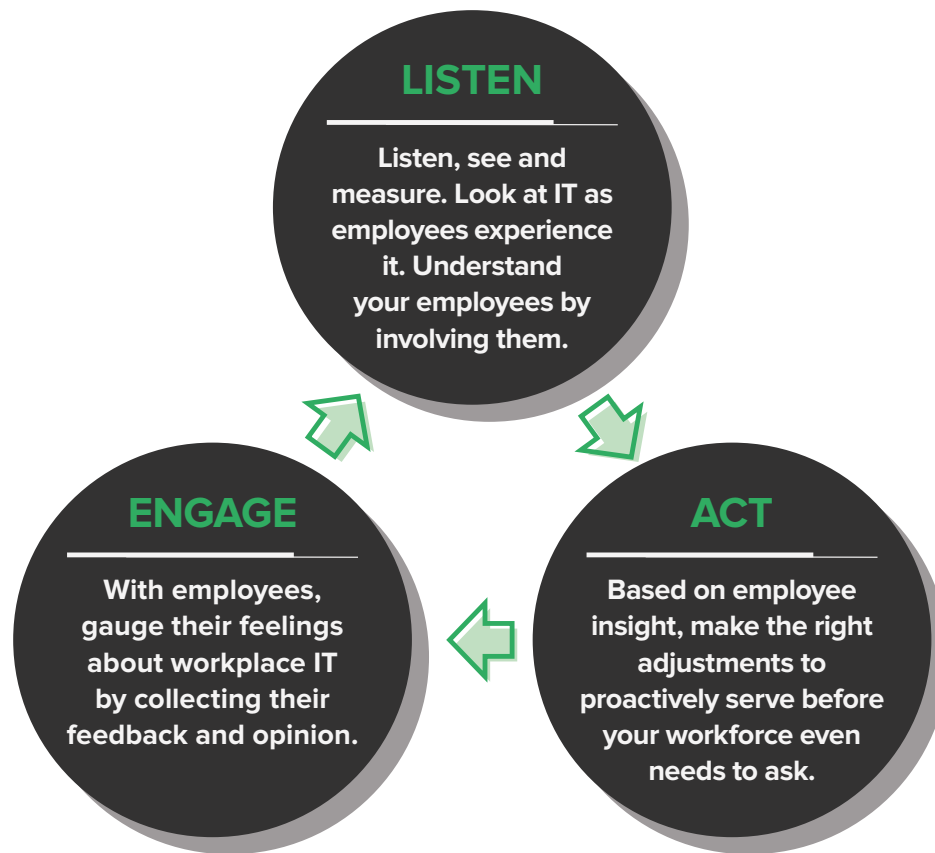 LISTEN
Listen, see and
measure. Look at IT as
employees experience
it. Understand
your employees by
involving them.
ENGAGE
With employees,
gauge their feelings
about workplace IT
by collecting their
feedback and opinion.
ACT
Based on employee
insight, make the right
adjustments to
proactively serve before
your workforce even
needs to ask.